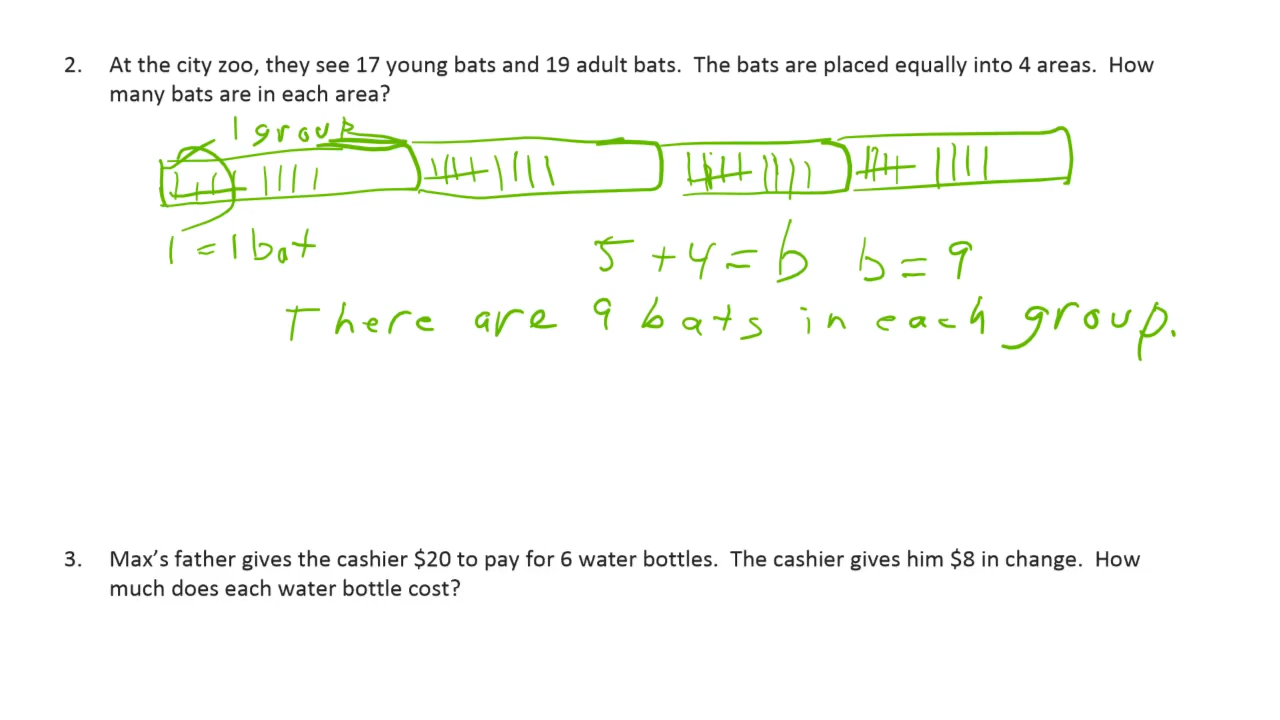 2. At the city zoo, they see 17 young bats and 19 adult bats. The bats are placed equally into 4 areas. How
many bats are in each area?
1 group
1 = 1 bat
5 + 4 = b b = 9
There are 9 bats in each group.
3. Max’s father gives the cashier $20 to pay for 6 water bottles. The cashier gives him $8 in change. How
much does each water bottle cost?